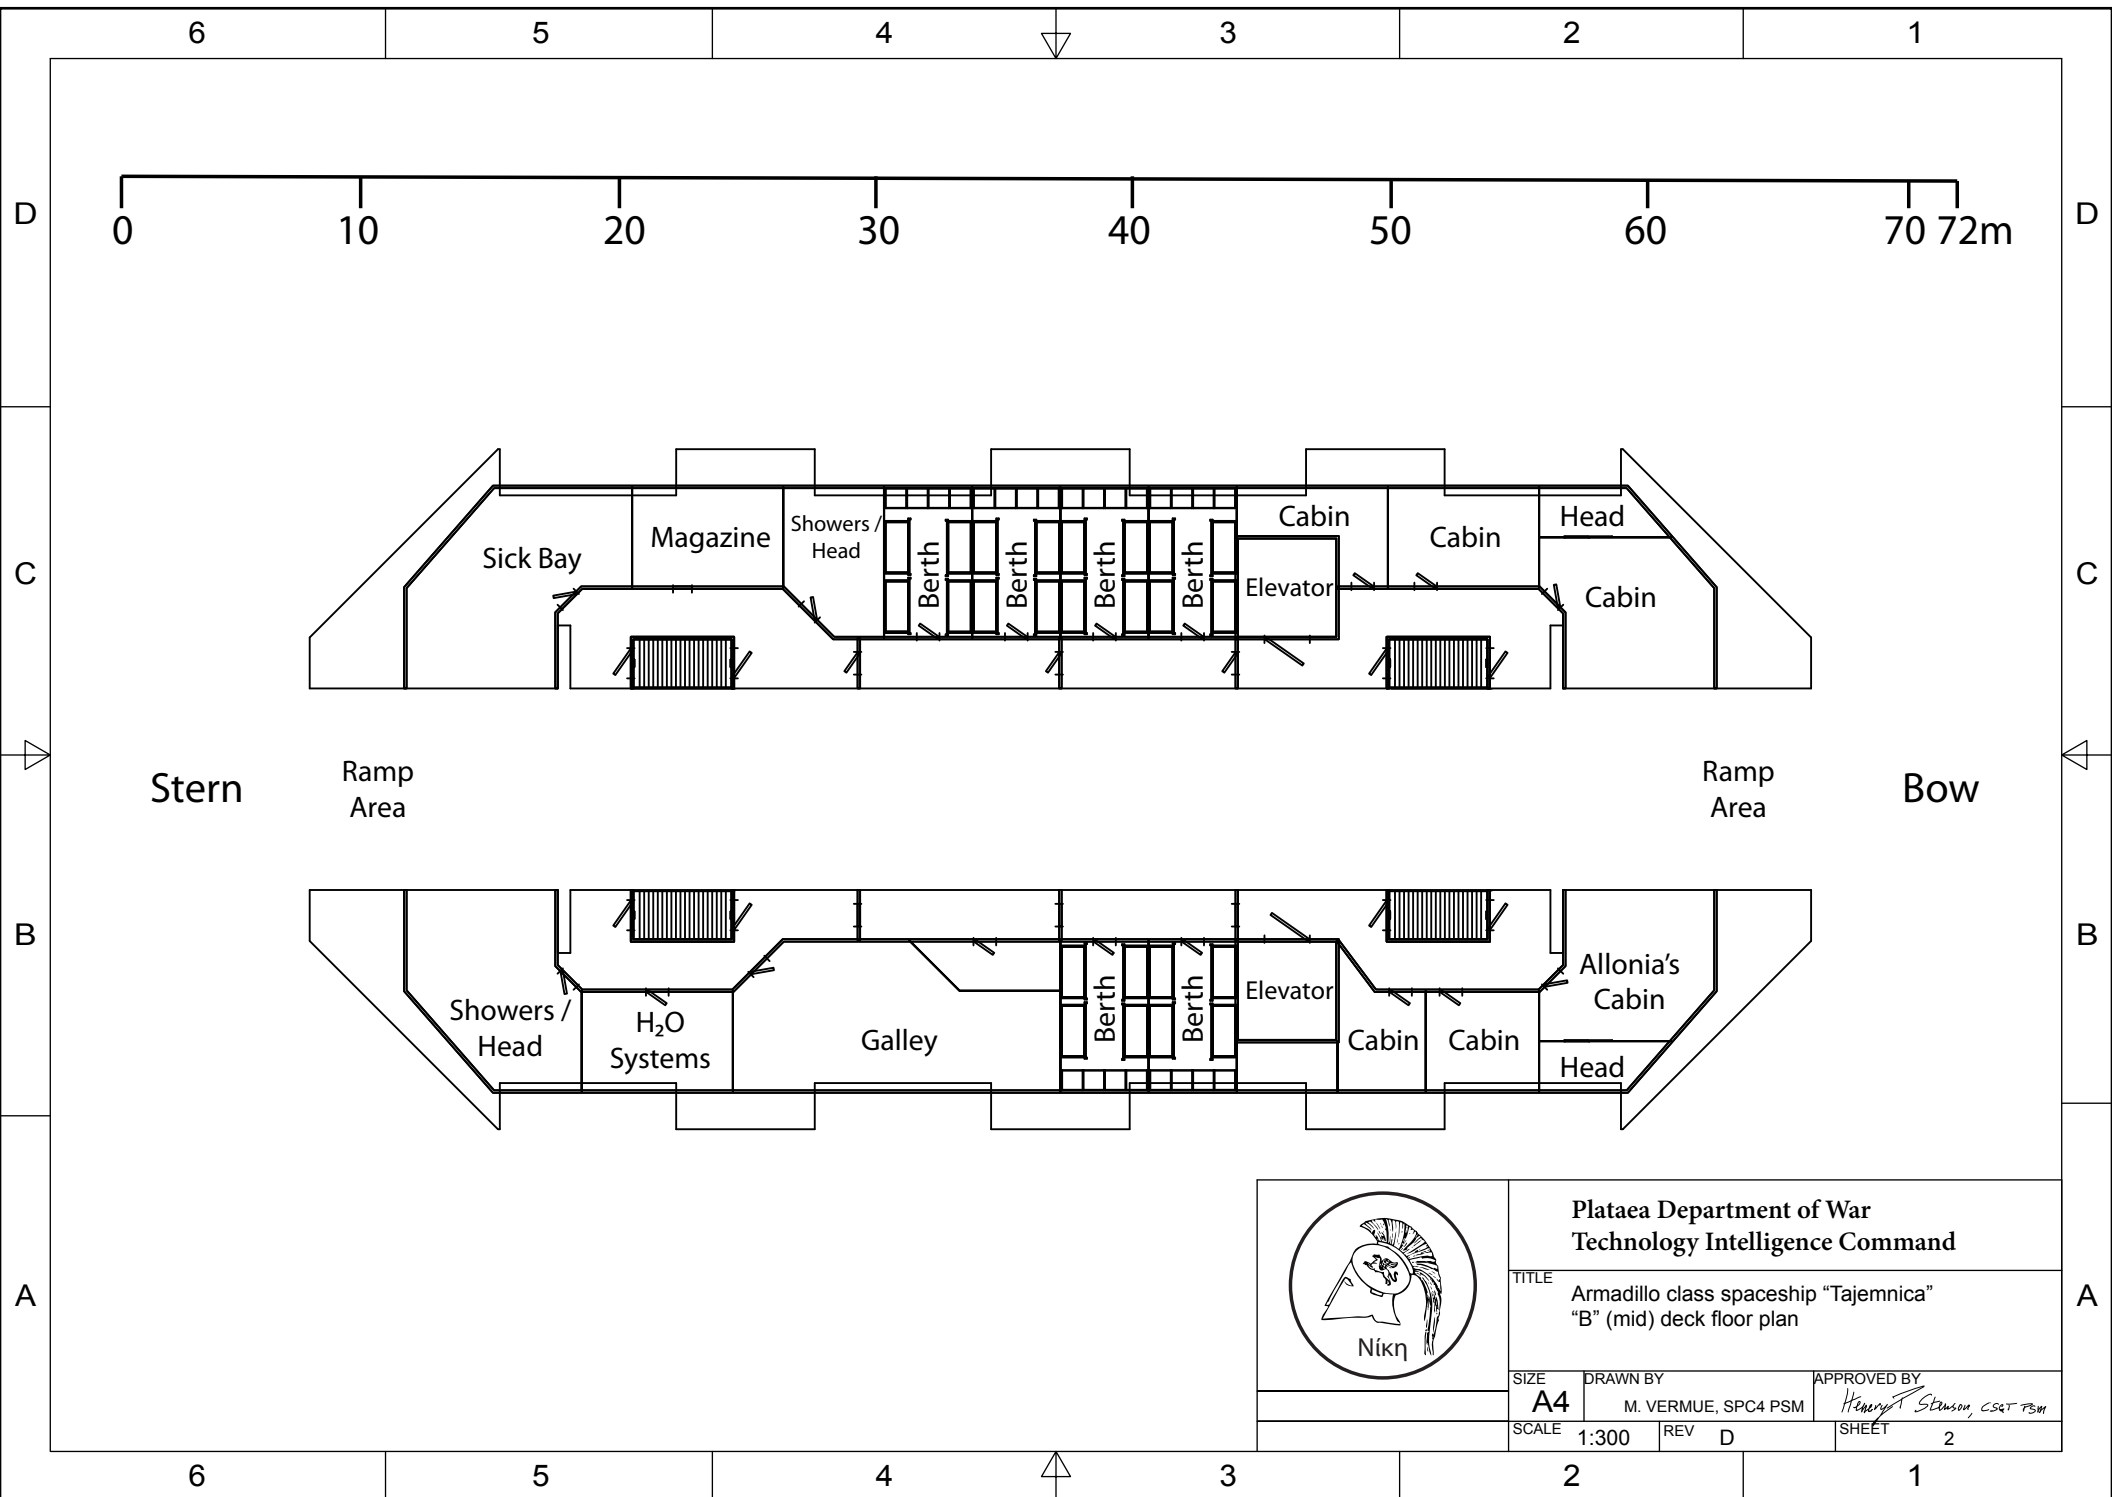 6 5 4 3 2 1
D D
0 10 20 30 40 50 60 70 72m
C C
Sick Bay
Magazine
Showers /
Head
Berth
Berth
Berth
Berth
Cabin
Elevator
Cabin
Head
Cabin
Stern
Ramp
Area
Ramp
Area
Bow
B B
Showers /
Head
H₂O
Systems
Galley
Berth
Berth
Elevator
Cabin
Cabin
Allonia’s
Cabin
Head
A A
Νίκη
Plataea Department of War
Technology Intelligence Command
TITLE
Armadillo class spaceship “Tajemnica”
“B” (mid) deck floor plan
SIZE
A4
DRAWN BY
M. VERMUE, SPC4 PSM
APPROVED BY
Henery T Stenson, CSGT PSM
SCALE 1:300
REV D
SHEET 2
6 5 4 3 2 1